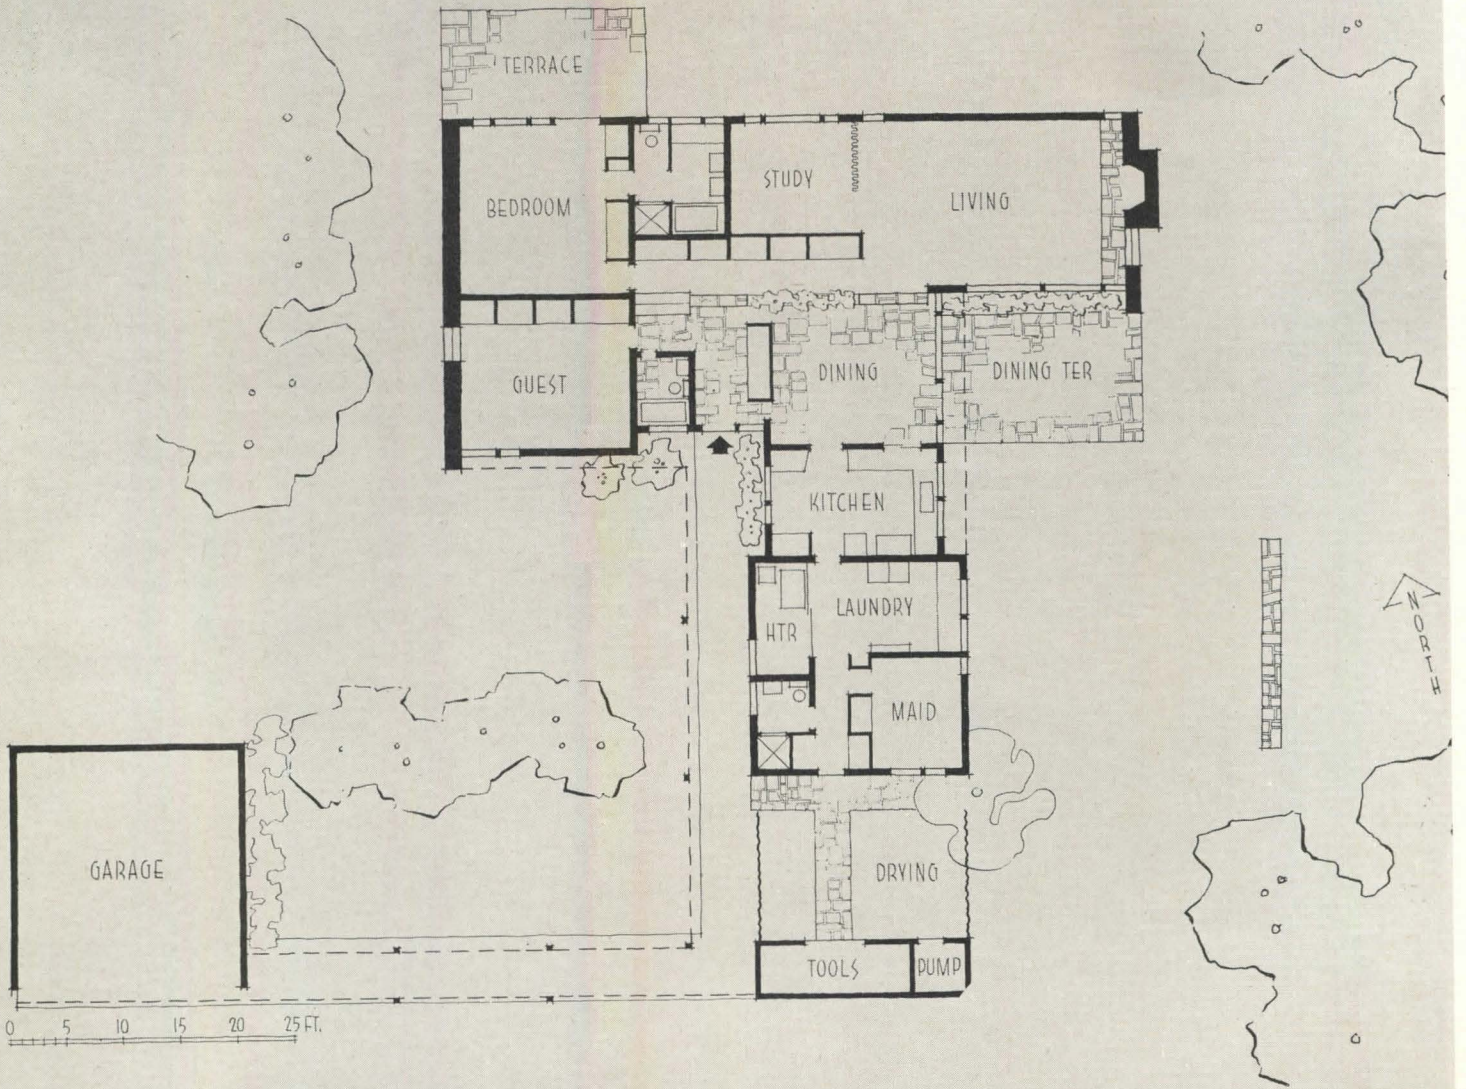 TERRACE
BEDROOM
STUDY
LIVING
GUEST
DINING
DINING TER
KITCHEN
HTR
LAUNDRY
MAID
NORTH
GARAGE
DRYING
TOOLS
PUMP
0 5 10 15 20 25 FT.